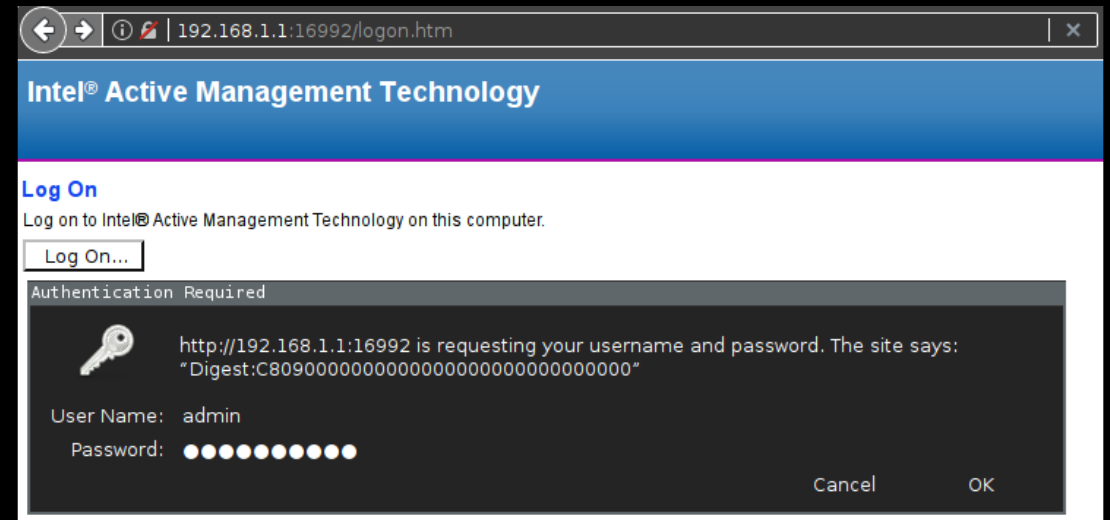 192.168.1.1:16992/logon.htm
Intel® Active Management Technology
Log On
Log on to Intel® Active Management Technology on this computer.
Log On...
Authentication Required
http://192.168.1.1:16992 is requesting your username and password. The site says:
“Digest:C8090000000000000000000000000000”
User Name: admin
Password: ●●●●●●●●●●
Cancel OK